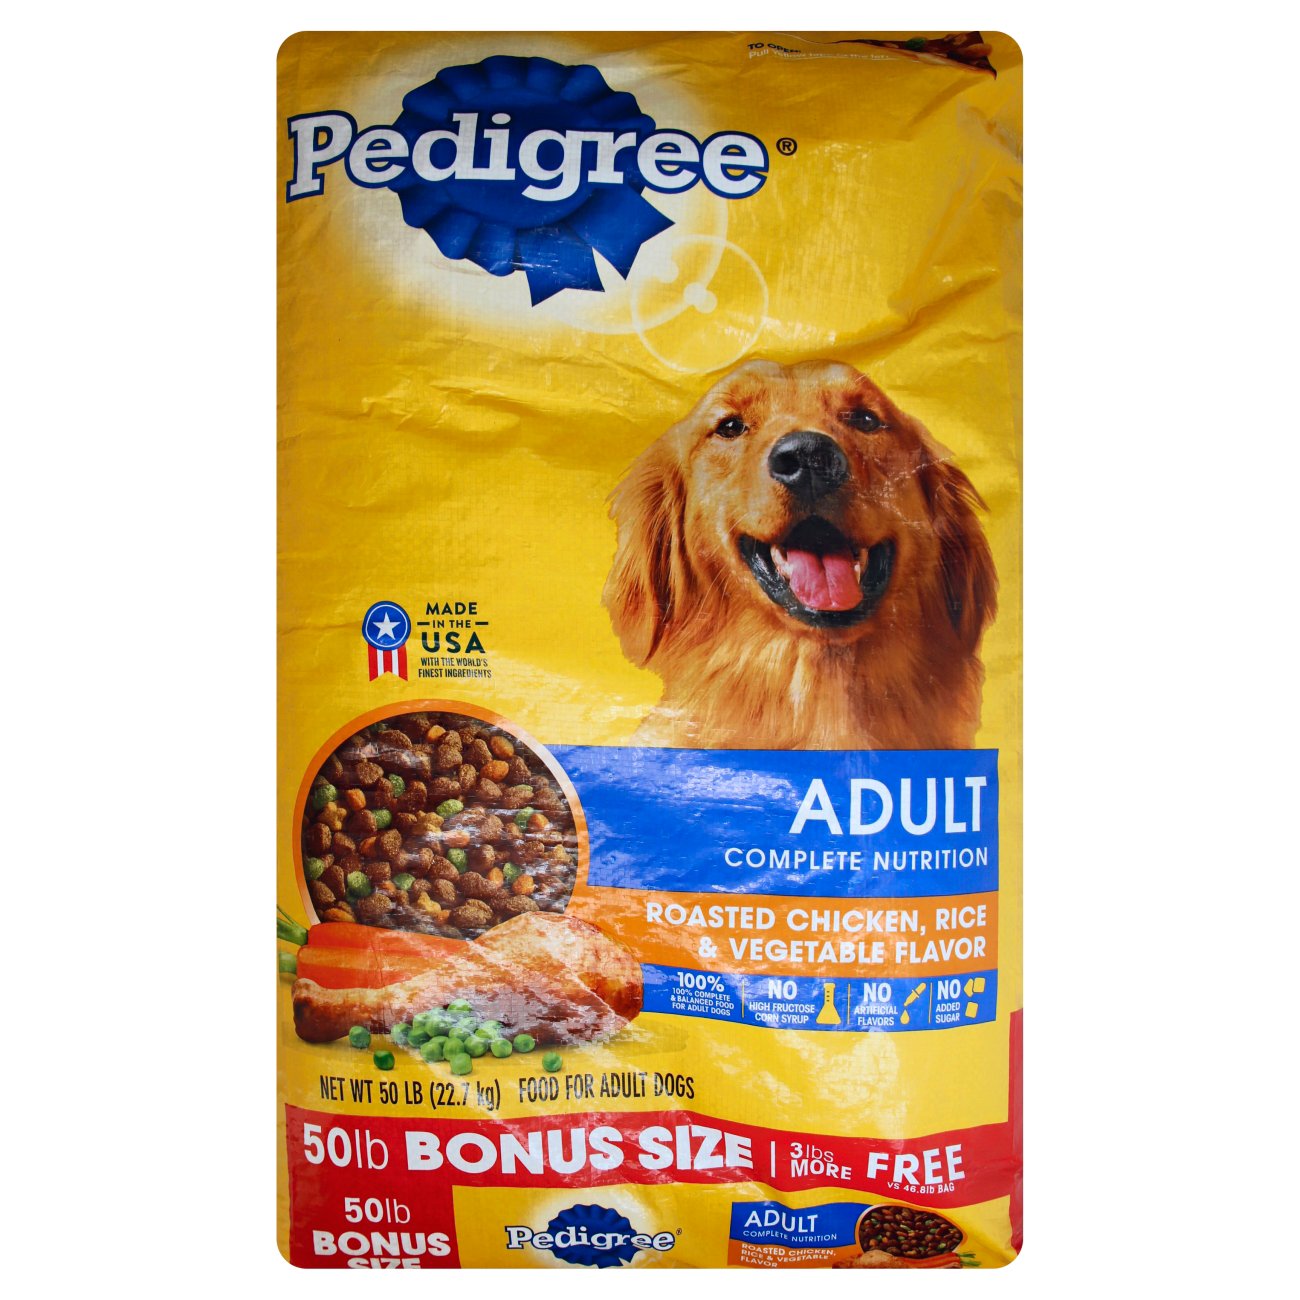 TO OPEN:
Pedigree®
MADE
IN THE
USA
WITH THE WORLD'S
FINEST INGREDIENTS
ADULT
COMPLETE NUTRITION
ROASTED CHICKEN, RICE
& VEGETABLE FLAVOR
100%
100% COMPLETE
& BALANCED FOOD
FOR ADULT DOGS
NO
HIGH FRUCTOSE
CORN SYRUP
NO
ARTIFICIAL
FLAVORS
NO
ADDED
SUGAR
NET WT 50 LB (22.7 kg) FOOD FOR ADULT DOGS
50lb BONUS SIZE | 3lbs MORE FREE
VS 46.8lb BAG
50lb
BONUS
SIZE
Pedigree®
ADULT
COMPLETE NUTRITION
ROASTED CHICKEN,
RICE & VEGETABLE
FLAVOR